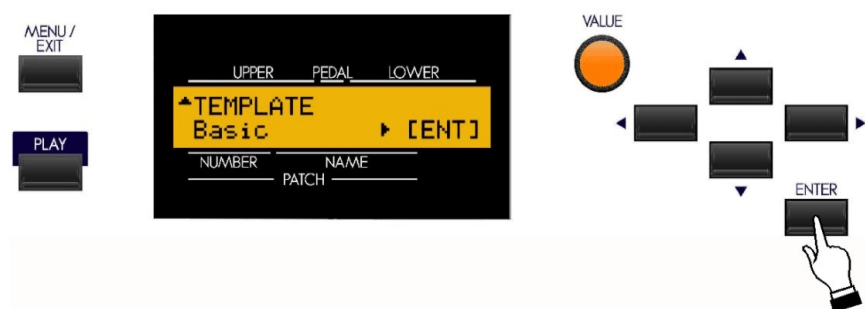 MENU /
EXIT
PLAY
UPPER PEDAL LOWER
TEMPLATE
Basic [ENT]
NUMBER NAME
PATCH
VALUE
ENTER